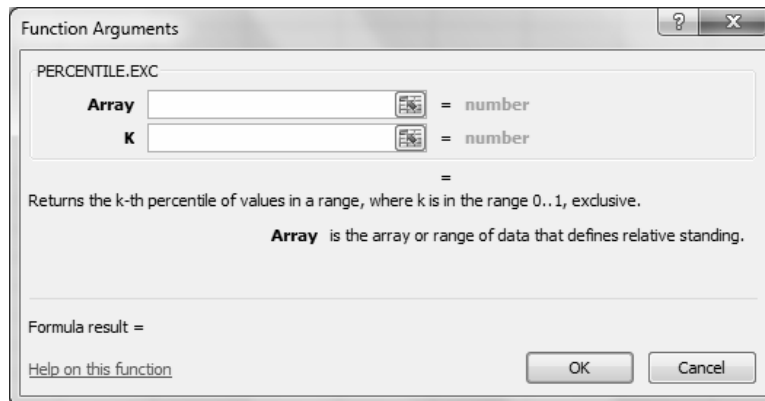 Function Arguments
PERCENTILE.EXC
Array = number
K = number
=
Returns the k-th percentile of values in a range, where k is in the range 0..1, exclusive.
Array is the array or range of data that defines relative standing.
Formula result =
Help on this function
OK Cancel